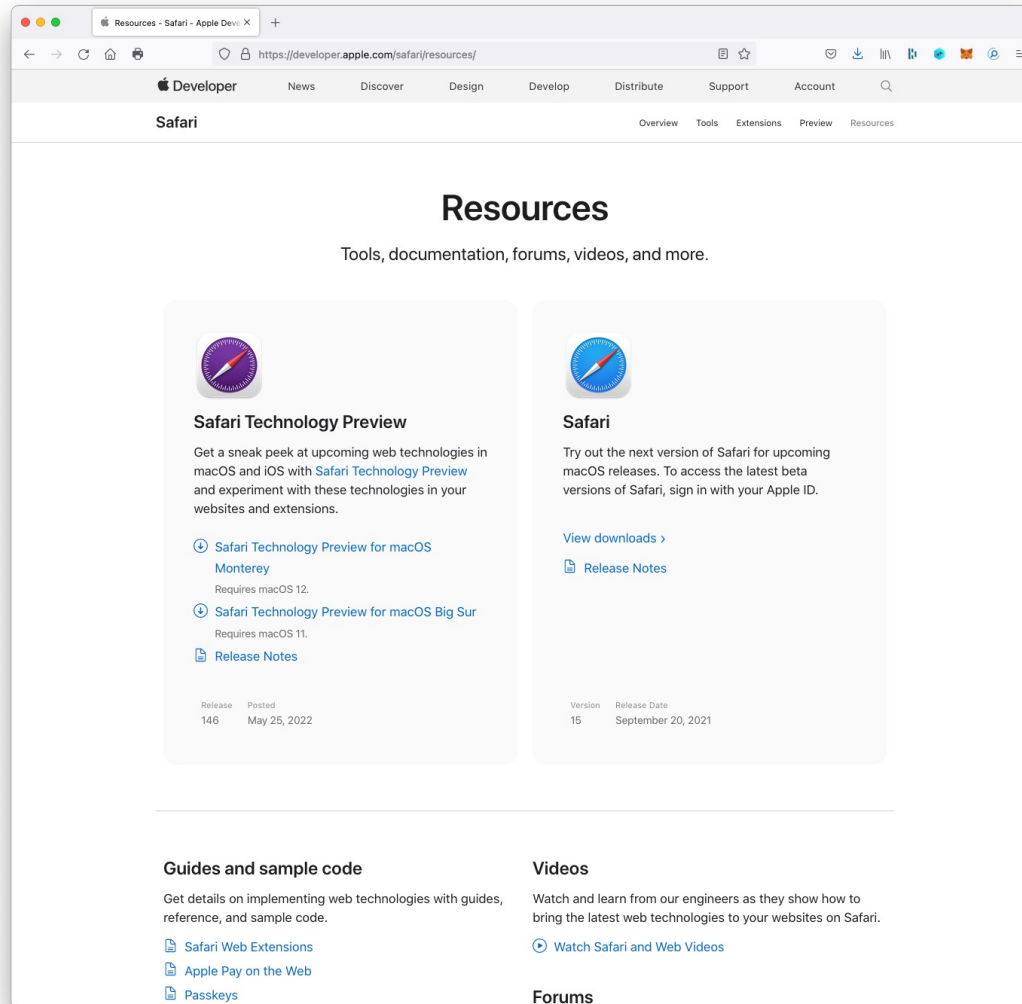 Resources - Safari - Apple Deve
https://developer.apple.com/safari/resources/
Developer News Discover Design Develop Distribute Support Account
Safari Overview Tools Extensions Preview Resources
Resources
Tools, documentation, forums, videos, and more.
Safari Technology Preview
Get a sneak peek at upcoming web technologies in
macOS and iOS with Safari Technology Preview
and experiment with these technologies in your
websites and extensions.
Safari Technology Preview for macOS
Monterey
Requires macOS 12.
Safari Technology Preview for macOS Big Sur
Requires macOS 11.
Release Notes
Release Posted
146 May 25, 2022
Safari
Try out the next version of Safari for upcoming
macOS releases. To access the latest beta
versions of Safari, sign in with your Apple ID.
View downloads ›
Release Notes
Version Release Date
15 September 20, 2021
Guides and sample code
Get details on implementing web technologies with guides,
reference, and sample code.
Safari Web Extensions
Apple Pay on the Web
Passkeys
Videos
Watch and learn from our engineers as they show how to
bring the latest web technologies to your websites on Safari.
Watch Safari and Web Videos
Forums